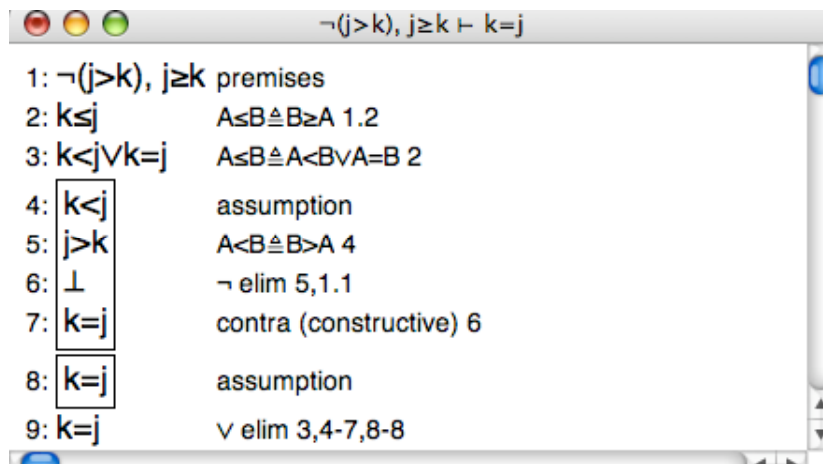 ¬(j>k), j≥k ⊢ k=j
1: ¬(j>k), j≥k premises
2: k≤j A≤B≜B≥A 1.2
3: k<j∨k=j A≤B≜A<B∨A=B 2
4: k<j assumption
5: j>k A<B≜B>A 4
6: ⊥ ¬ elim 5,1.1
7: k=j contra (constructive) 6
8: k=j assumption
9: k=j ∨ elim 3,4-7,8-8